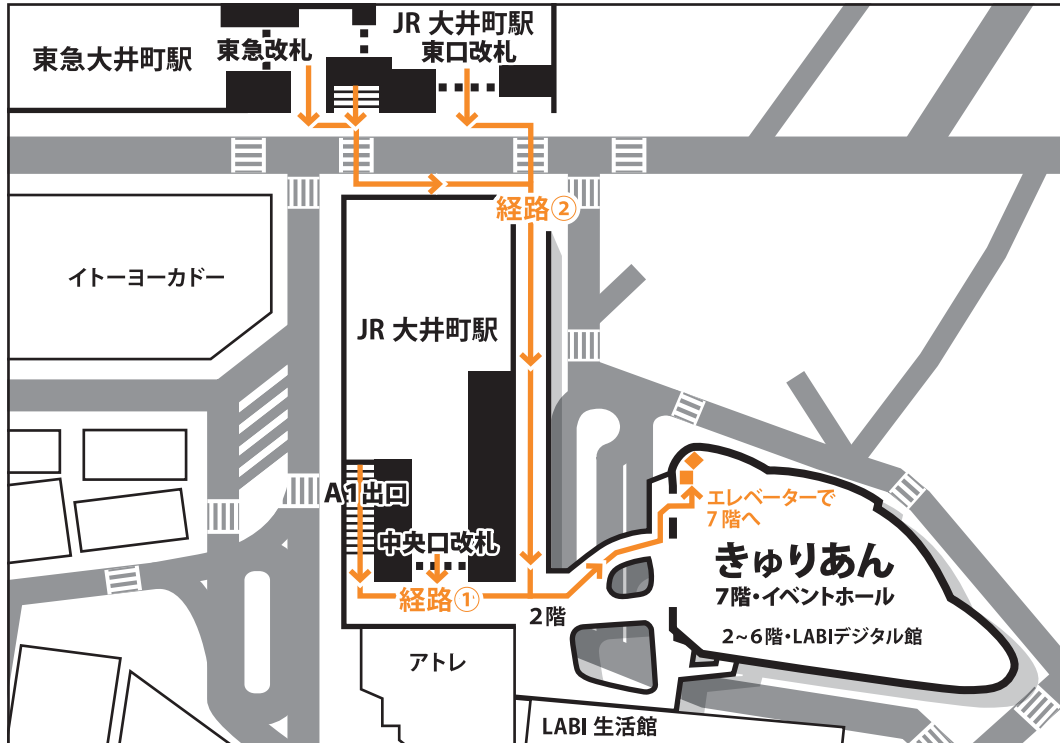 JR 大井町駅
東口改札
東急改札
東急大井町駅
経路②
イトーヨーカドー
JR 大井町駅
A1出口
中央口改札
経路①
2階
エレベーターで
7階へ
きゅりあん
7階・イベントホール
2~6階・LABIデジタル館
アトレ
LABI 生活館